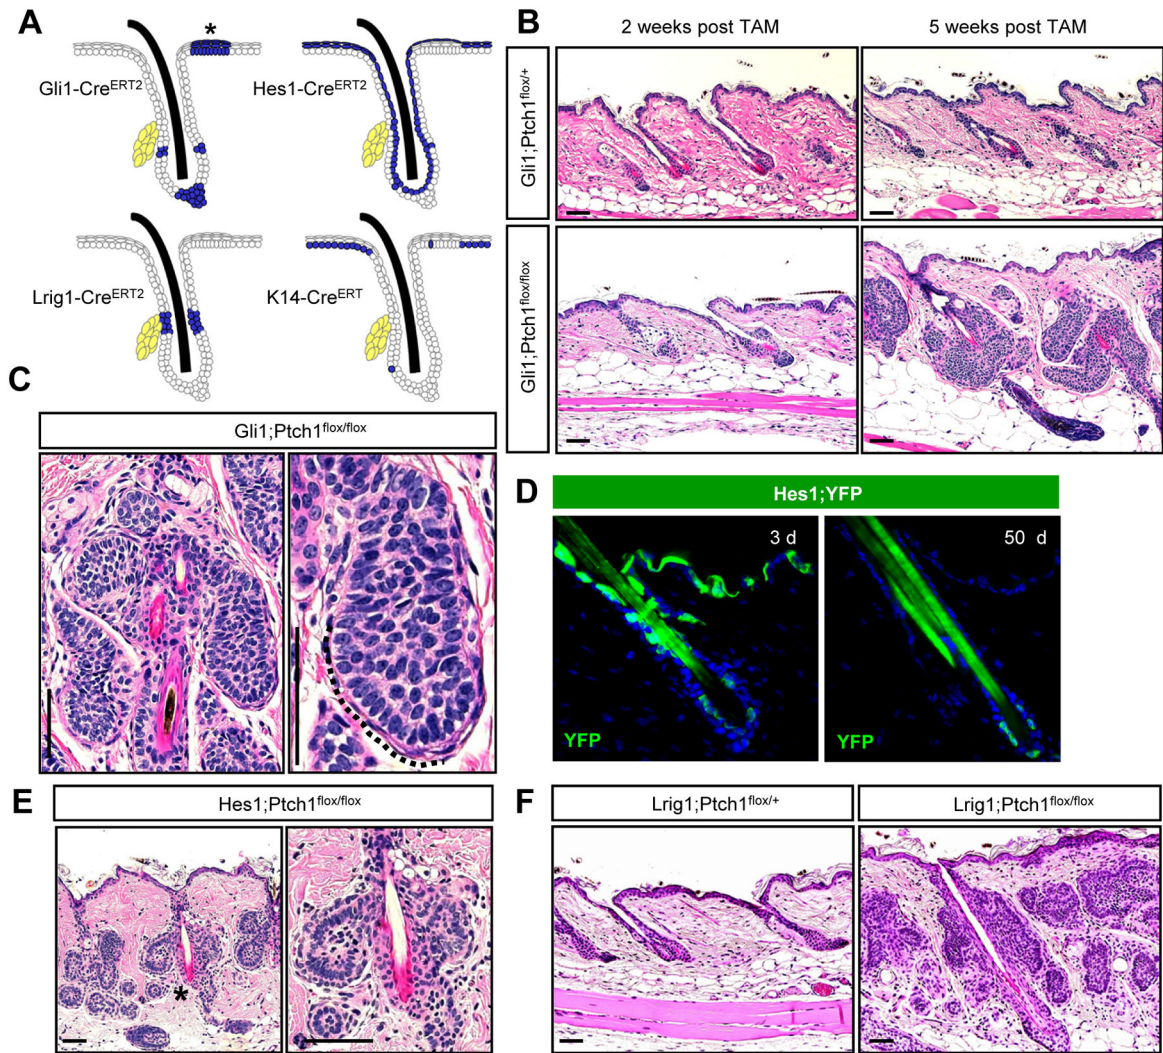 A
*
Gli1-CreERT2
Hes1-CreERT2
Lrig1-CreERT2
K14-CreERT
B
2 weeks post TAM
5 weeks post TAM
Gli1;Ptch1flox/+
Gli1;Ptch1flox/flox
C
Gli1;Ptch1flox/flox
D
Hes1;YFP
3 d
50 d
YFP
YFP
E
Hes1;Ptch1flox/flox
*
F
Lrig1;Ptch1flox/+
Lrig1;Ptch1flox/flox